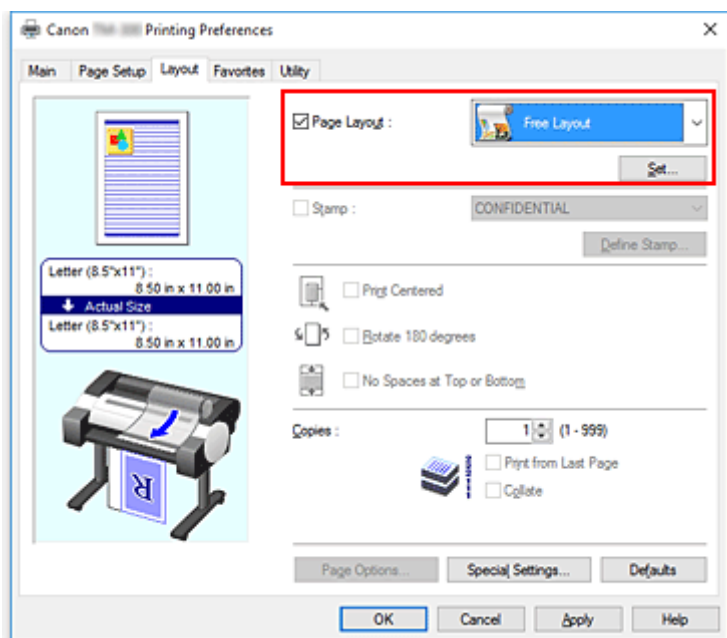 Canon Printing Preferences
Main Page Setup Layout Favorites Utility
Page Layout : Free Layout
Set...
Stamp : CONFIDENTIAL
Define Stamp...
Letter (8.5"x11") :
8.50 in x 11.00 in
Actual Size
Letter (8.5"x11") :
8.50 in x 11.00 in
Print Centered
Rotate 180 degrees
No Spaces at Top or Bottom
Copies : 1 (1 - 999)
Print from Last Page
Collate
R
Page Options... Special Settings... Defaults
OK Cancel Apply Help